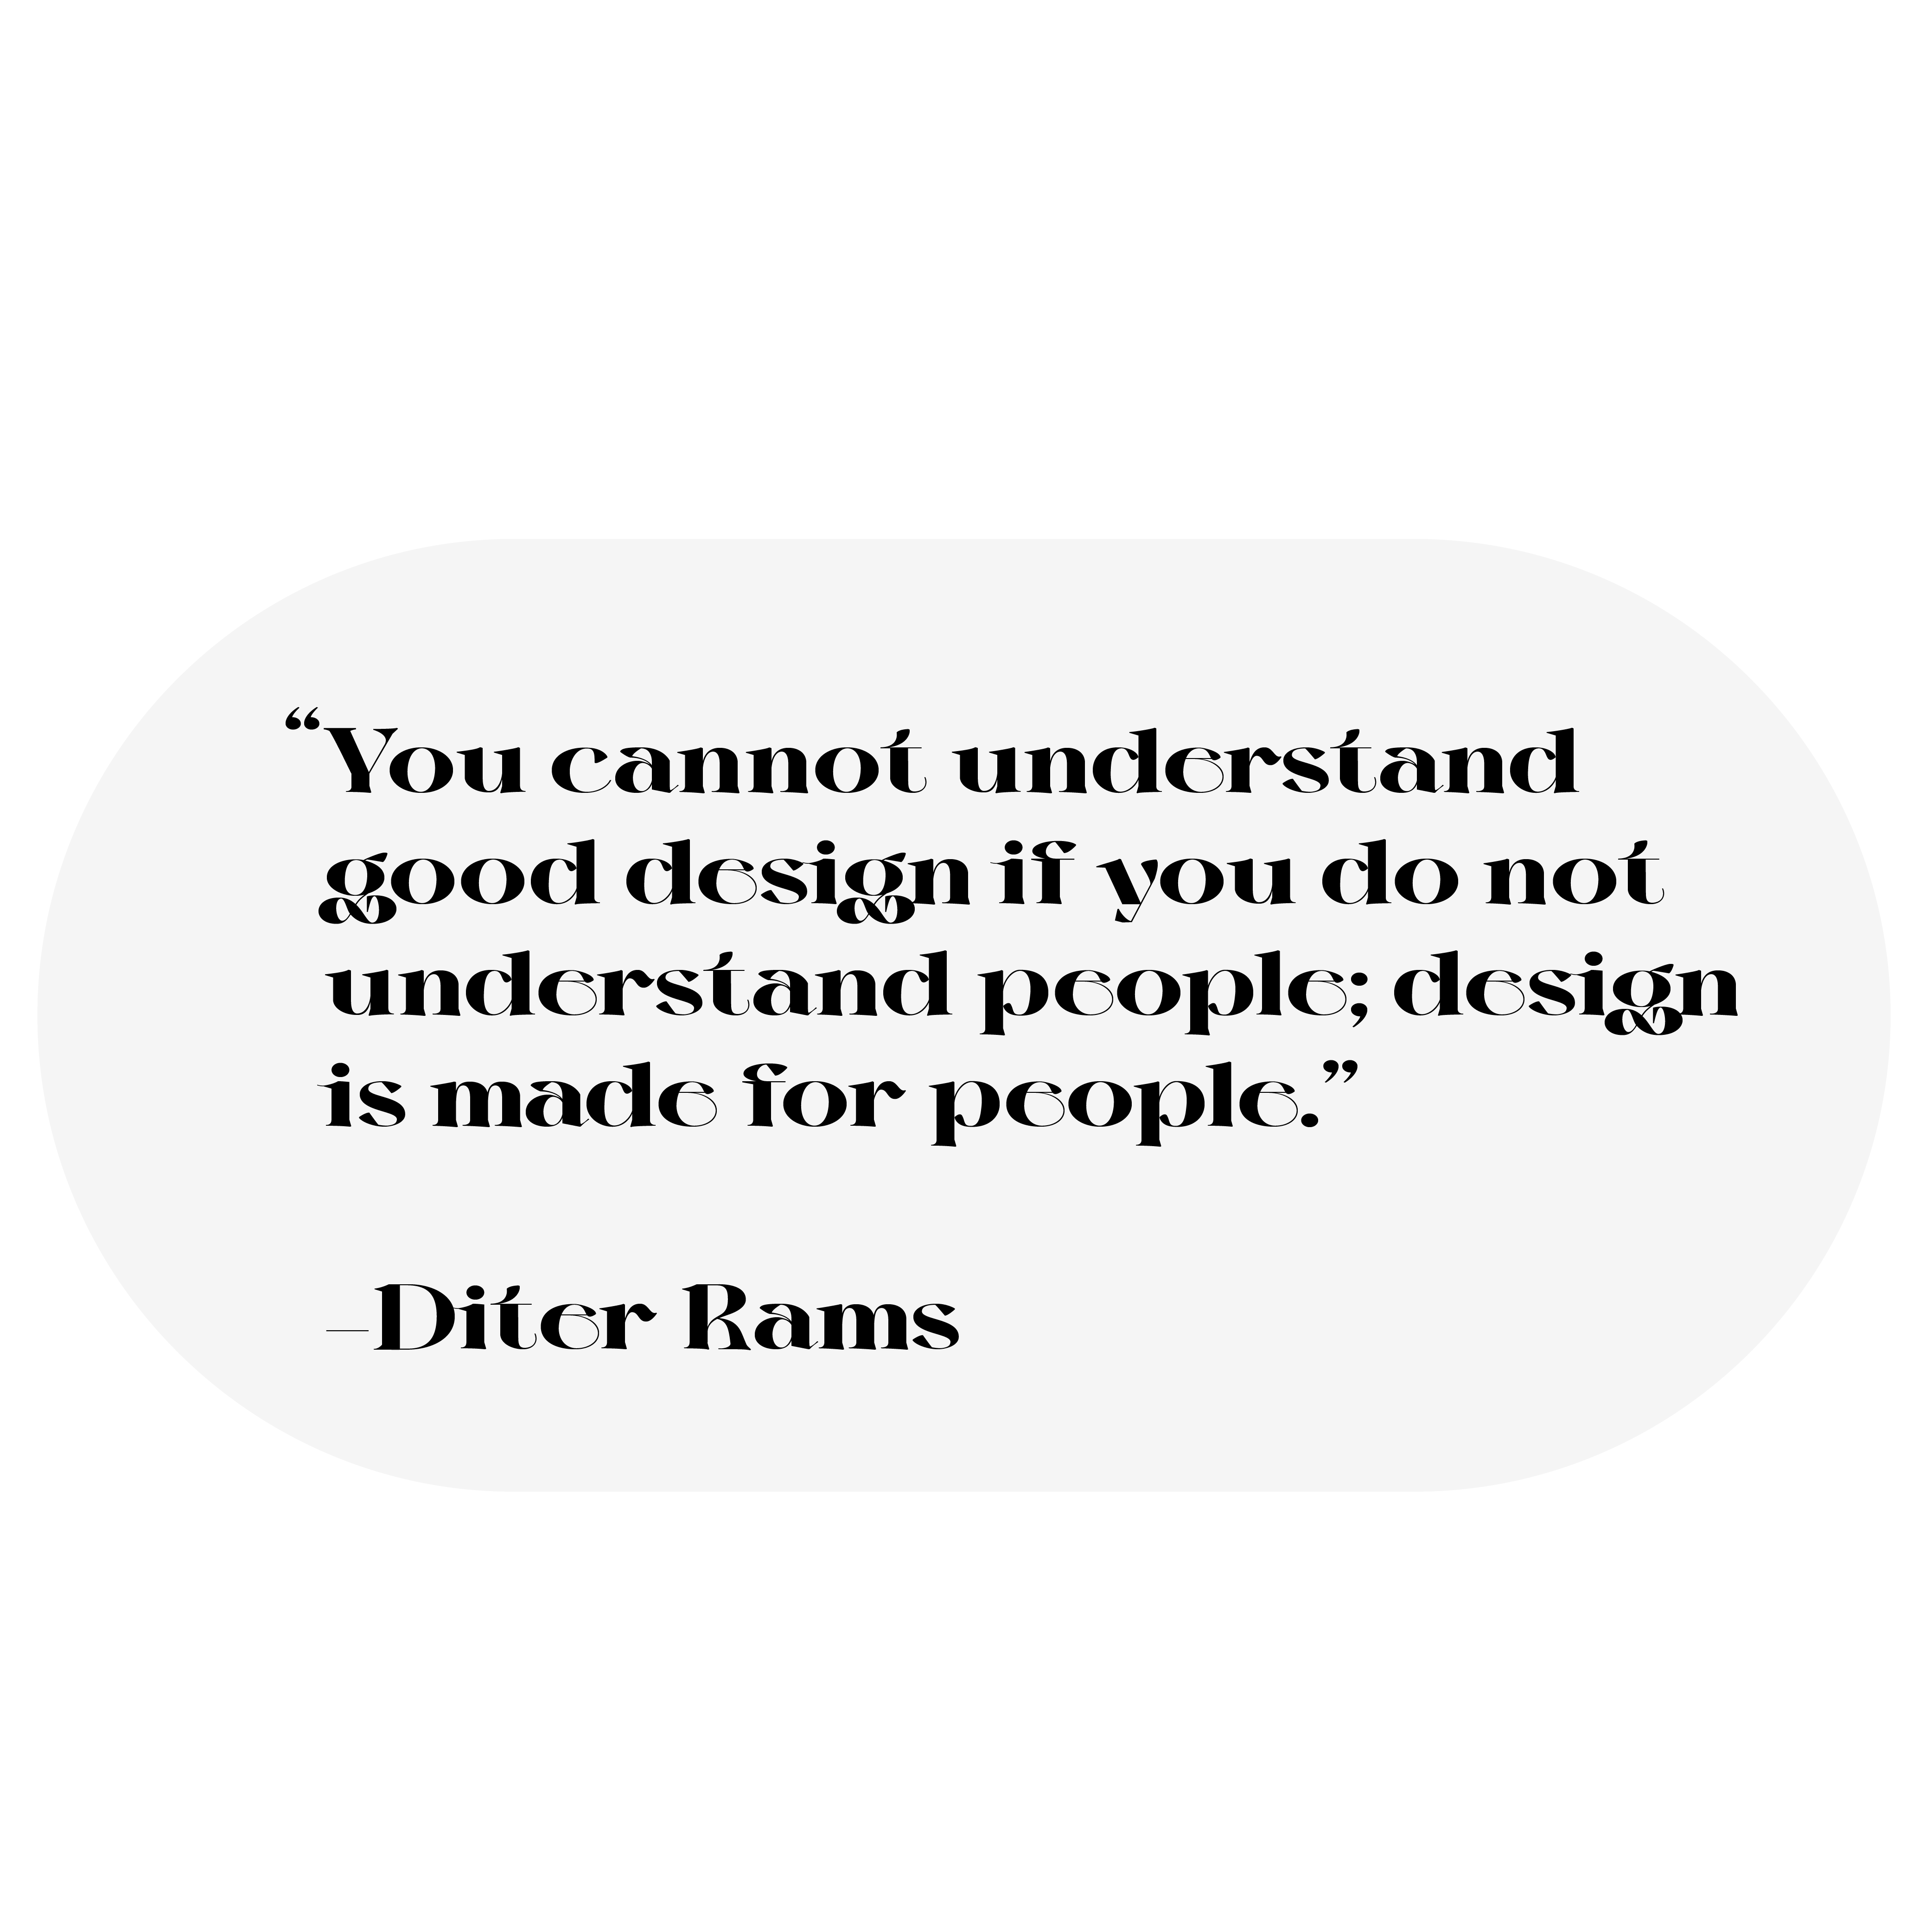 “You cannot understand
good design if you do not
understand people; design
is made for people.”
—Diter Rams